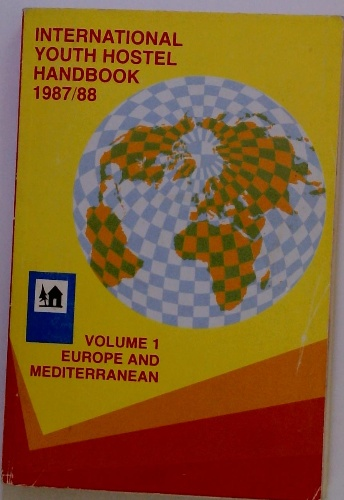 INTERNATIONAL
YOUTH HOSTEL
HANDBOOK
1987/88
VOLUME 1
EUROPE AND
MEDITERRANEAN